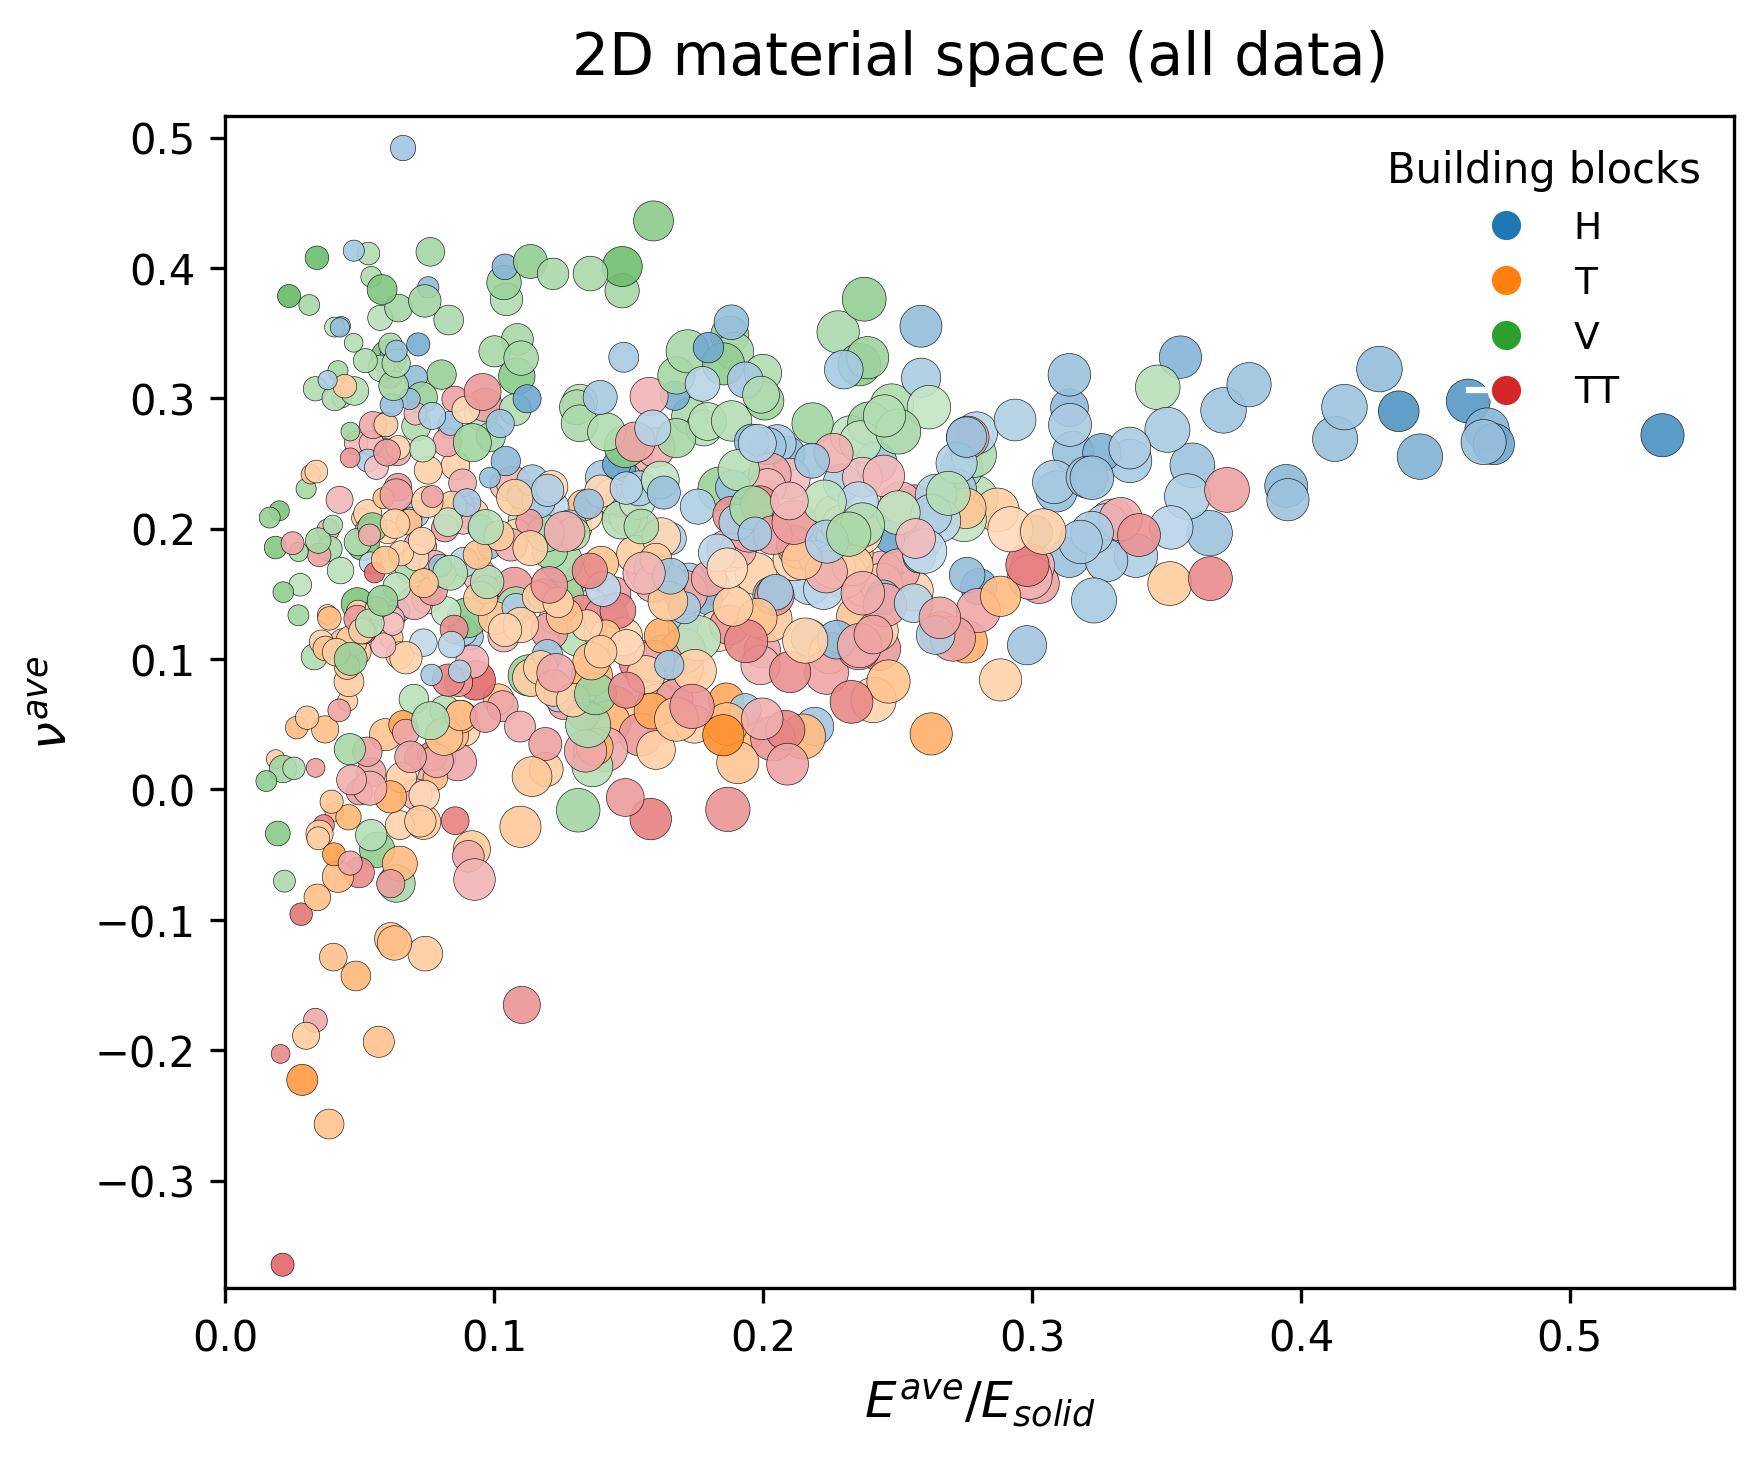 2D material space (all data)
Building blocks
H
T
V
TT
0.5
0.4
0.3
0.2
0.1
0.0
−0.1
−0.2
−0.3
ν^ave
0.0 0.1 0.2 0.3 0.4 0.5
E^ave/E_solid